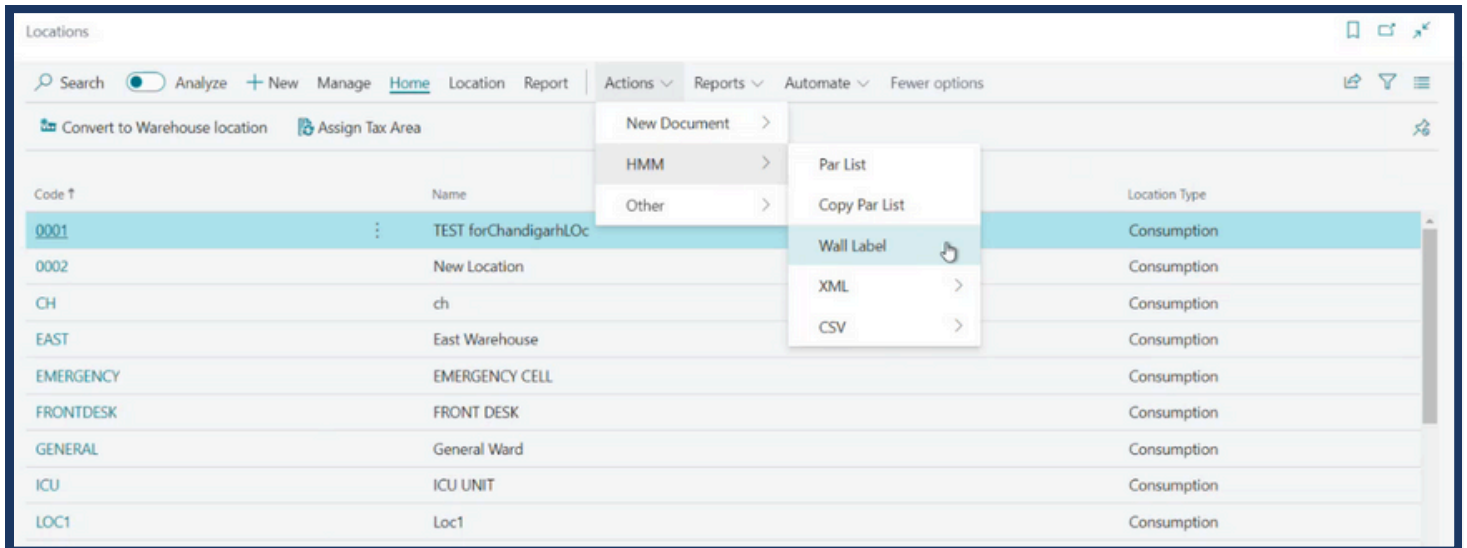 Locations
Search Analyze + New Manage Home Location Report Actions Reports Automate Fewer options
Convert to Warehouse location Assign Tax Area
New Document
HMM
Other
Par List
Copy Par List
Wall Label
XML
CSV
Code ↑ Name Location Type
0001 TEST forChandigarhLOc Consumption
0002 New Location Consumption
CH ch Consumption
EAST East Warehouse Consumption
EMERGENCY EMERGENCY CELL Consumption
FRONTDESK FRONT DESK Consumption
GENERAL General Ward Consumption
ICU ICU UNIT Consumption
LOC1 Loc1 Consumption